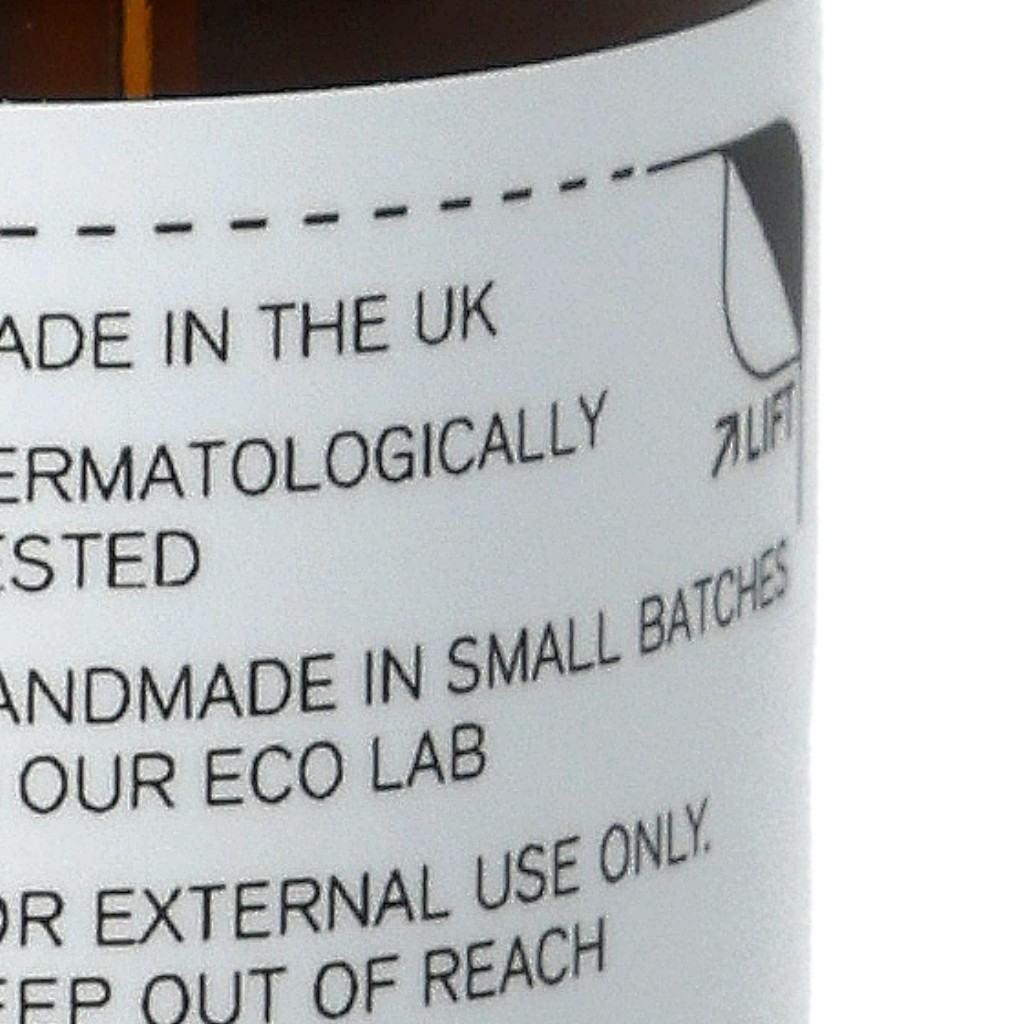 ADE IN THE UK
ERMATOLOGICALLY
ESTED
LIFT
ANDMADE IN SMALL BATCHES
OUR ECO LAB
OR EXTERNAL USE ONLY.
EEP OUT OF REACH